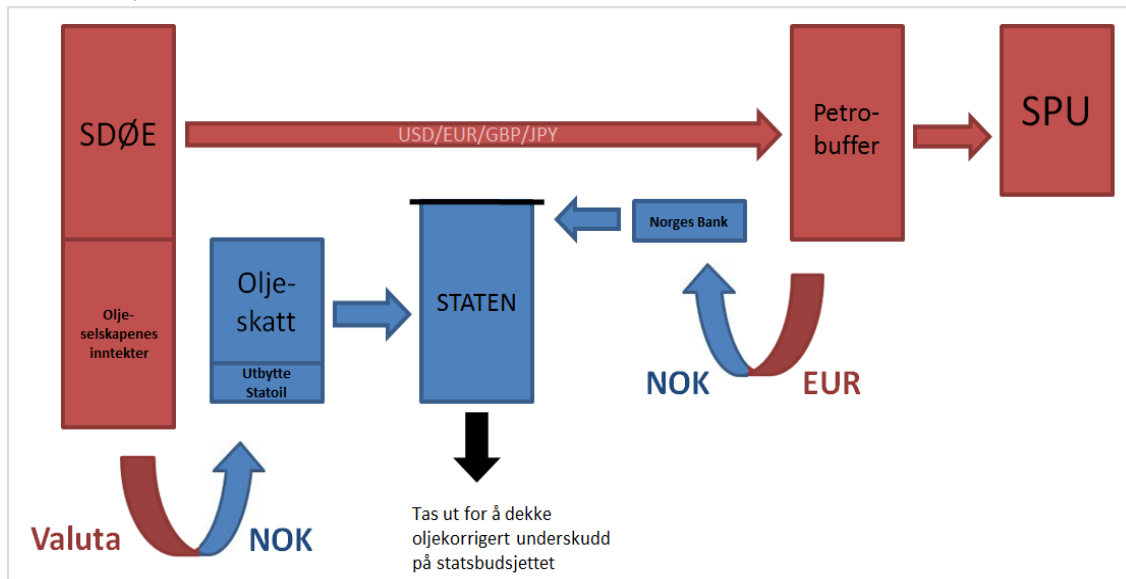 SDØE
USD/EUR/GBP/JPY
Petro-
buffer
SPU
Olje-
selskapenes
inntekter
Olje-
skatt
Utbytte
Statoil
STATEN
Norges Bank
NOK
EUR
Valuta
NOK
Tas ut for å dekke
oljekorrigert underskudd
på statsbudsjettet